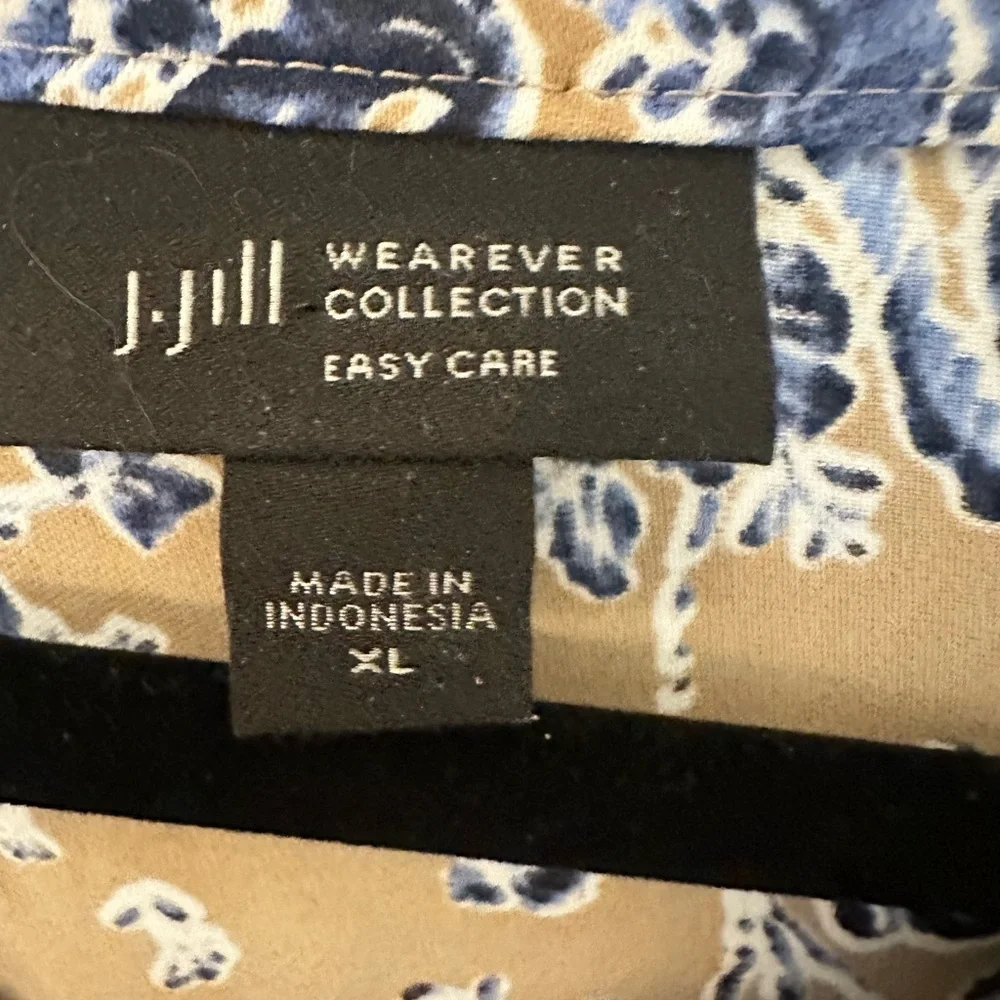 J.Jill
WEAREVER
COLLECTION
EASY CARE
MADE IN
INDONESIA
XL